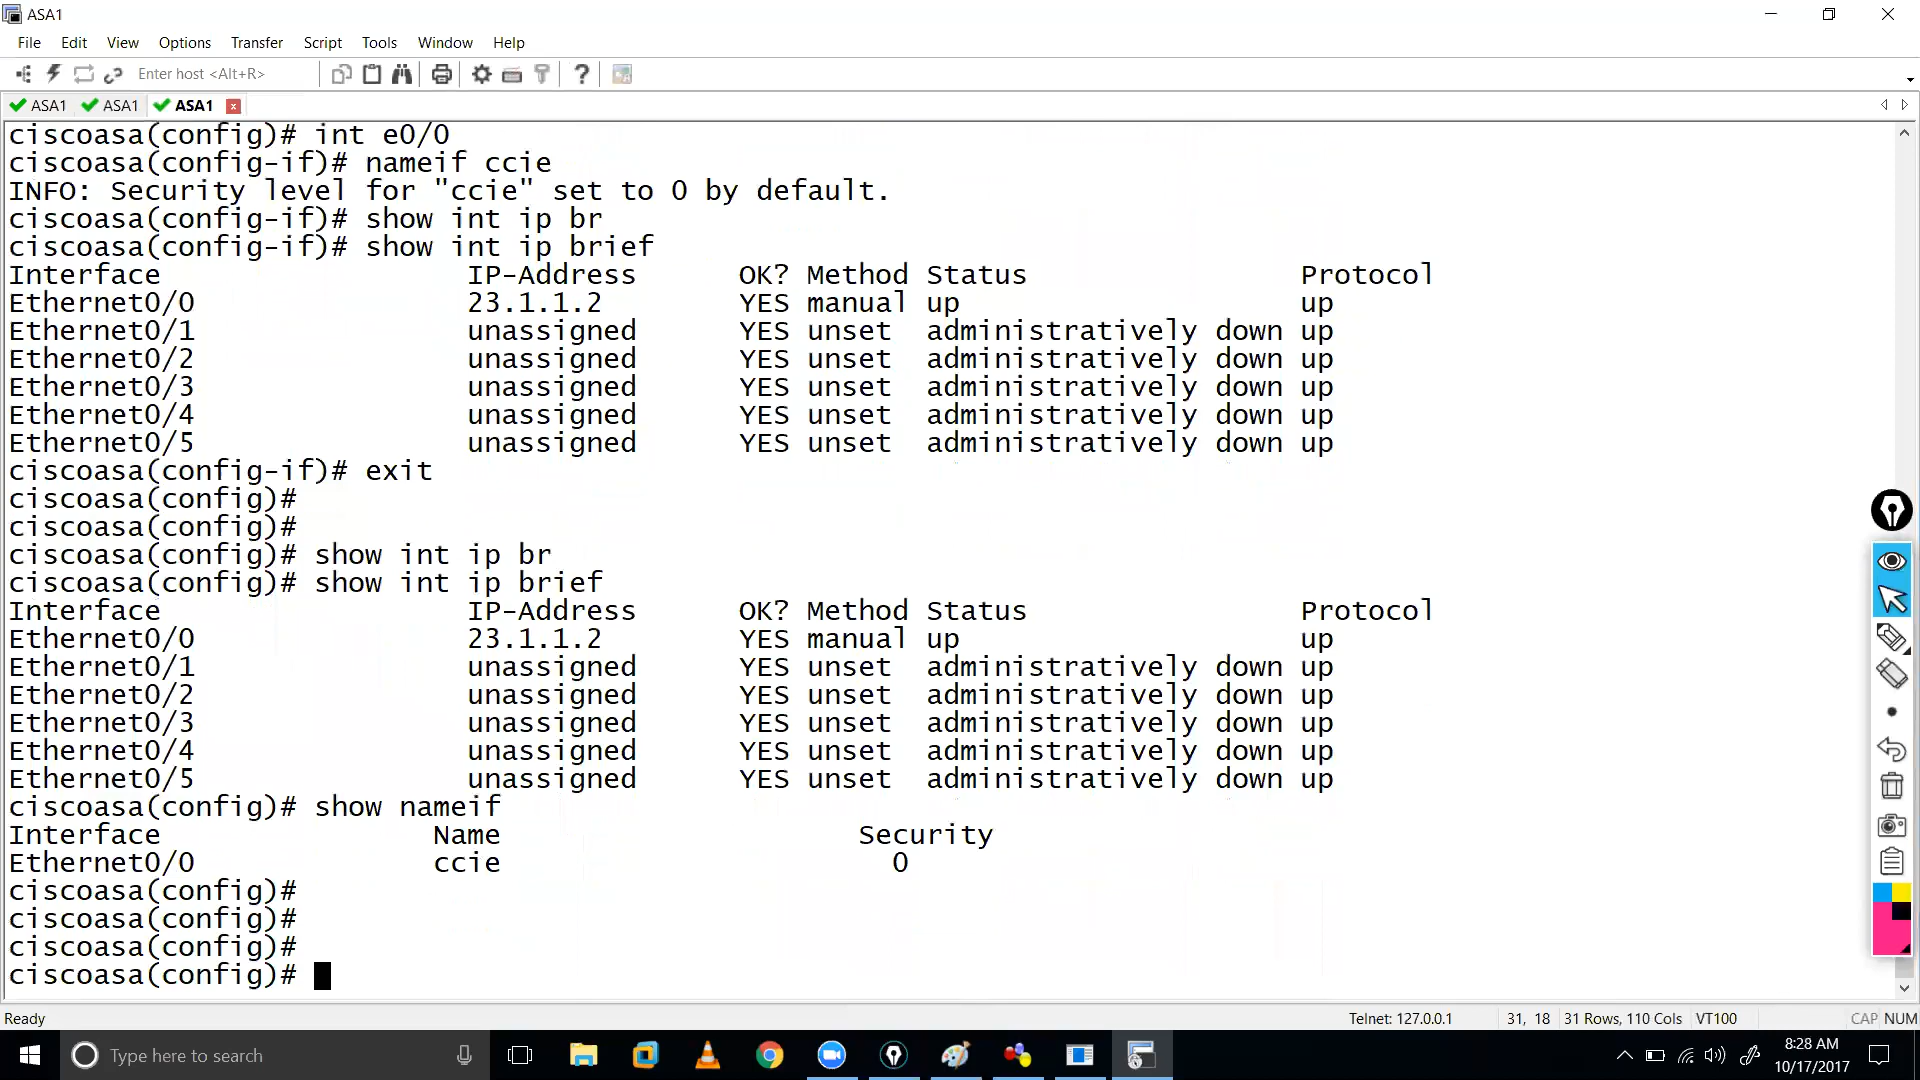 ASA1
File Edit View Options Transfer Script Tools Window Help
Enter host <Alt+R>
ASA1 ASA1 ASA1
ciscoasa(config)# int e0/0
ciscoasa(config-if)# nameif ccie
INFO: Security level for "ccie" set to 0 by default.
ciscoasa(config-if)# show int ip br
ciscoasa(config-if)# show int ip brief
Interface IP-Address OK? Method Status Protocol
Ethernet0/0 23.1.1.2 YES manual up up
Ethernet0/1 unassigned YES unset administratively down up
Ethernet0/2 unassigned YES unset administratively down up
Ethernet0/3 unassigned YES unset administratively down up
Ethernet0/4 unassigned YES unset administratively down up
Ethernet0/5 unassigned YES unset administratively down up
ciscoasa(config-if)# exit
ciscoasa(config)#
ciscoasa(config)#
ciscoasa(config)# show int ip br
ciscoasa(config)# show int ip brief
Interface IP-Address OK? Method Status Protocol
Ethernet0/0 23.1.1.2 YES manual up up
Ethernet0/1 unassigned YES unset administratively down up
Ethernet0/2 unassigned YES unset administratively down up
Ethernet0/3 unassigned YES unset administratively down up
Ethernet0/4 unassigned YES unset administratively down up
Ethernet0/5 unassigned YES unset administratively down up
ciscoasa(config)# show nameif
Interface Name Security
Ethernet0/0 ccie 0
ciscoasa(config)#
ciscoasa(config)#
ciscoasa(config)#
ciscoasa(config)#
Ready Telnet: 127.0.0.1 31, 18 31 Rows, 110 Cols VT100 CAP NUM
Type here to search 8:28 AM
10/17/2017